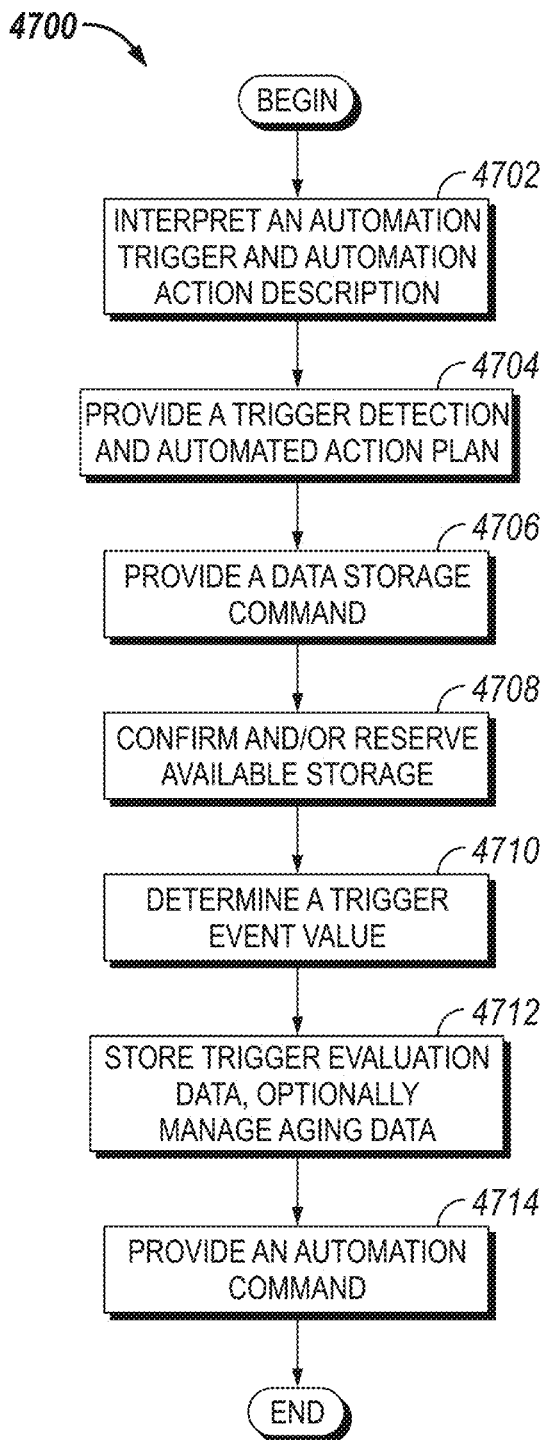 4700
BEGIN
4702
INTERPRET AN AUTOMATION
TRIGGER AND AUTOMATION
ACTION DESCRIPTION
4704
PROVIDE A TRIGGER DETECTION
AND AUTOMATED ACTION PLAN
4706
PROVIDE A DATA STORAGE
COMMAND
4708
CONFIRM AND/OR RESERVE
AVAILABLE STORAGE
4710
DETERMINE A TRIGGER
EVENT VALUE
4712
STORE TRIGGER EVALUATION
DATA, OPTIONALLY
MANAGE AGING DATA
4714
PROVIDE AN AUTOMATION
COMMAND
END